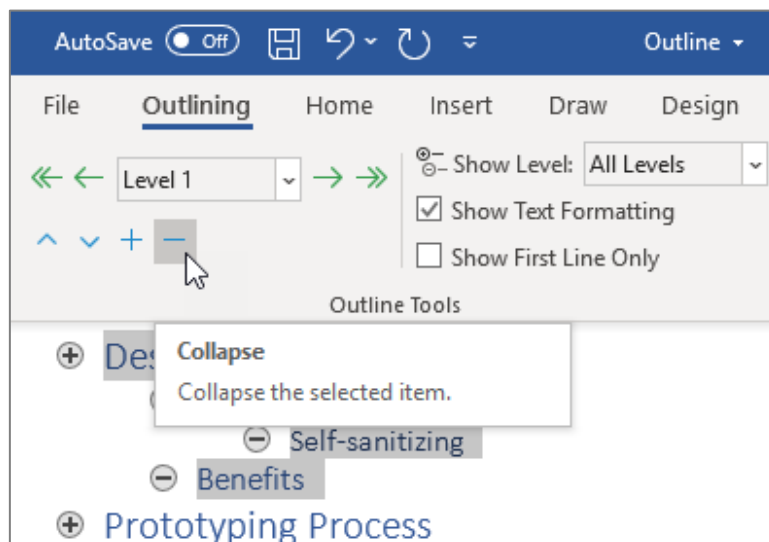 AutoSave Off Outline
File Outlining Home Insert Draw Design
Level 1 Show Level: All Levels
Show Text Formatting
Show First Line Only
Outline Tools
Collapse
Collapse the selected item.
Self-sanitizing
Benefits
Prototyping Process